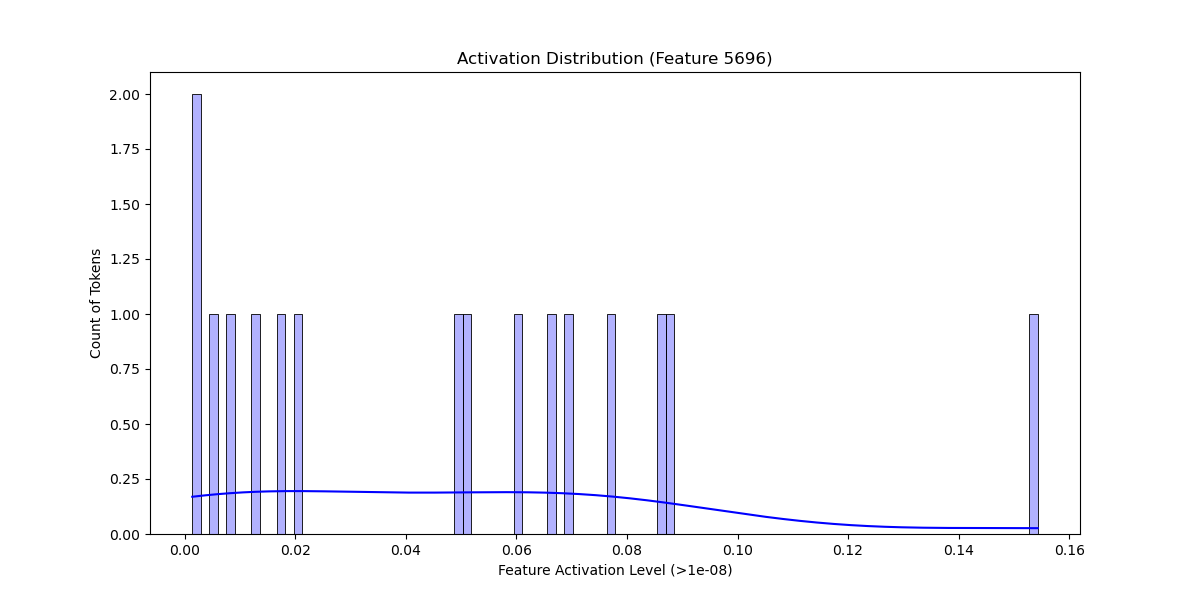 Activation Distribution (Feature 5696)
2.00
1.75
1.50
1.25
1.00
0.75
0.50
0.25
0.00
Count of Tokens
0.00 0.02 0.04 0.06 0.08 0.10 0.12 0.14 0.16
Feature Activation Level (>1e-08)